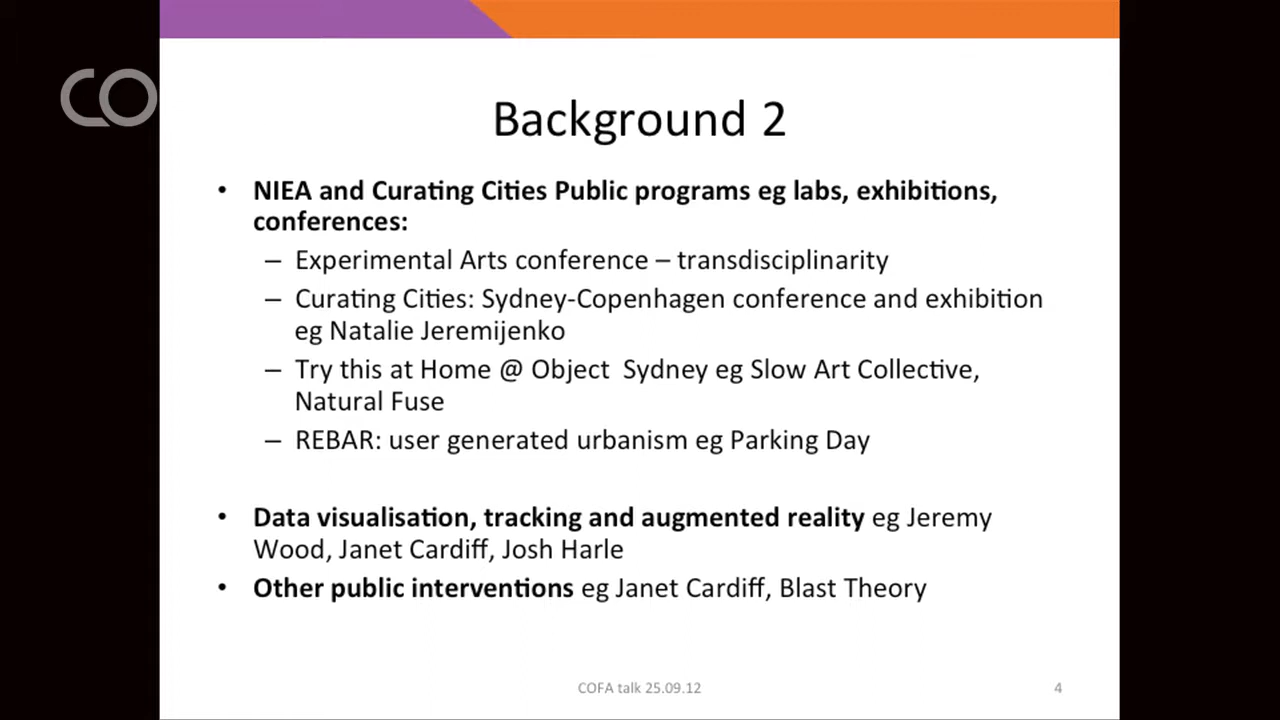 CO
Background 2
• NIEA and Curating Cities Public programs eg labs, exhibitions,
conferences:
– Experimental Arts conference – transdisciplinarity
– Curating Cities: Sydney-Copenhagen conference and exhibition
eg Natalie Jeremijenko
– Try this at Home @ Object  Sydney eg Slow Art Collective,
Natural Fuse
– REBAR: user generated urbanism eg Parking Day
• Data visualisation, tracking and augmented reality eg Jeremy
Wood, Janet Cardiff, Josh Harle
• Other public interventions eg Janet Cardiff, Blast Theory
COFA talk 25.09.12
4